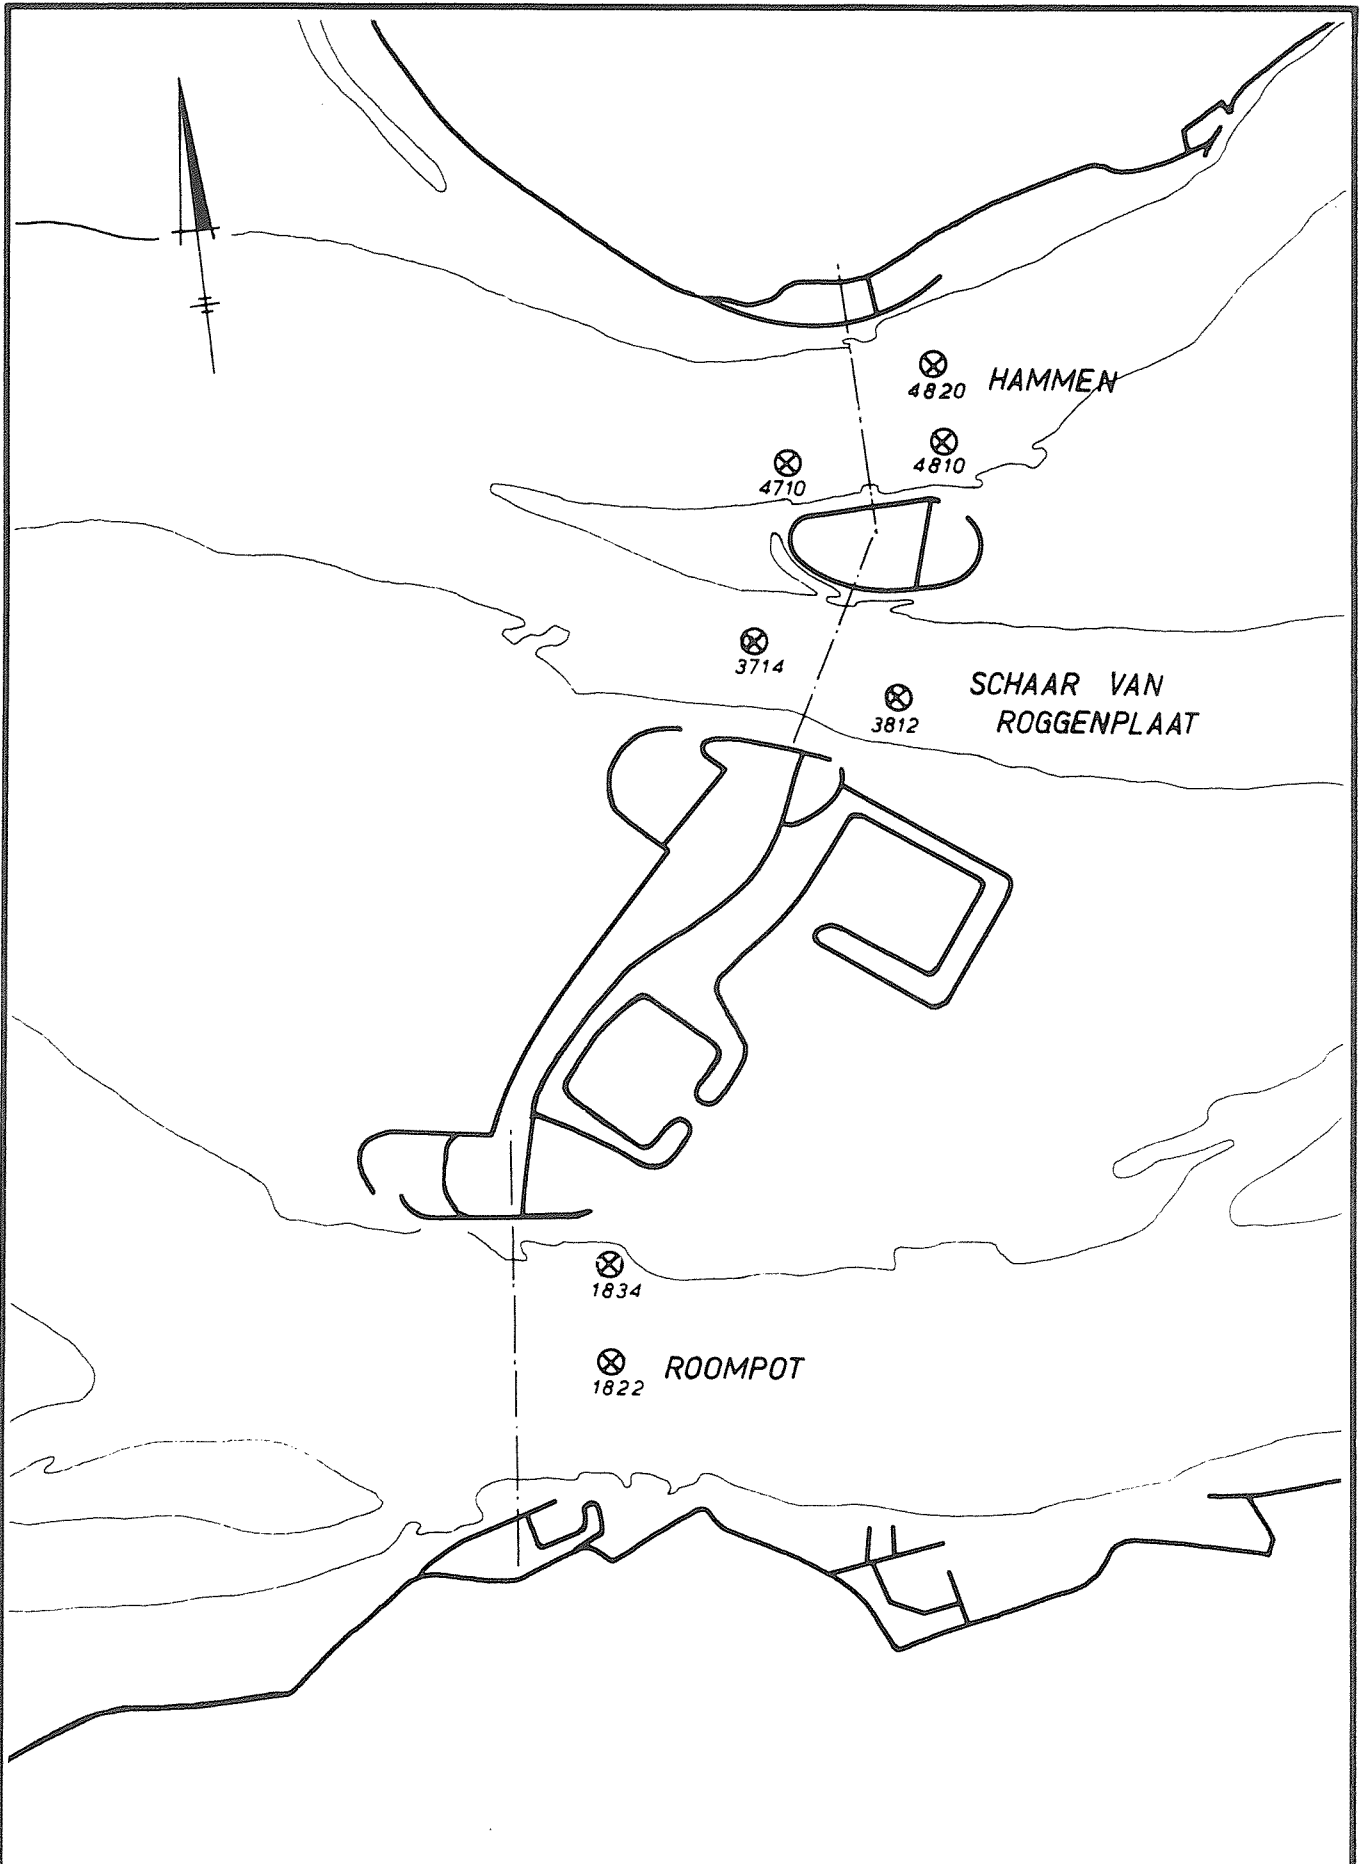 4820 HAMMEN
4810
4710
3714
SCHAAR VAN
ROGGENPLAAT
3812
1834
1822 ROOMPOT